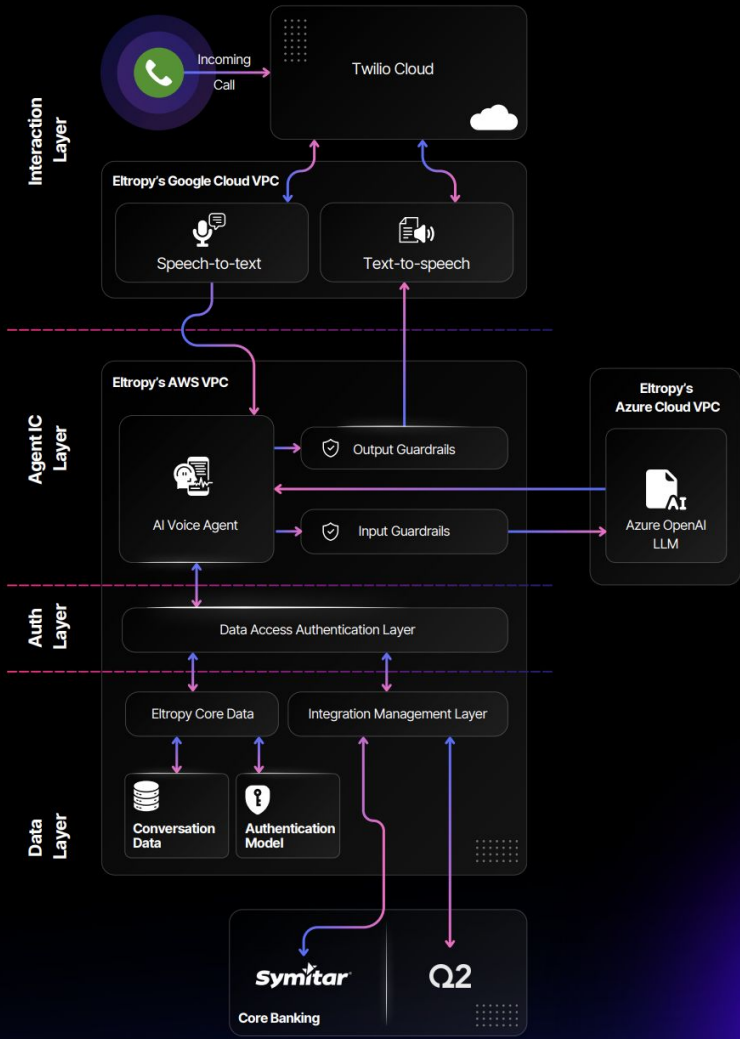 Incoming
Call
Twilio Cloud
Interaction
Layer
Eltropy's Google Cloud VPC
Speech-to-text
Text-to-speech
Eltropy's AWS VPC
Eltropy's
Azure Cloud VPC
Agent IC
Layer
Output Guardrails
AI Voice Agent
Input Guardrails
AI
Azure OpenAI
LLM
Auth
Layer
Data Access Authentication Layer
Eltropy Core Data
Integration Management Layer
Data
Layer
Conversation
Data
Authentication
Model
Symitar
Q2
Core Banking